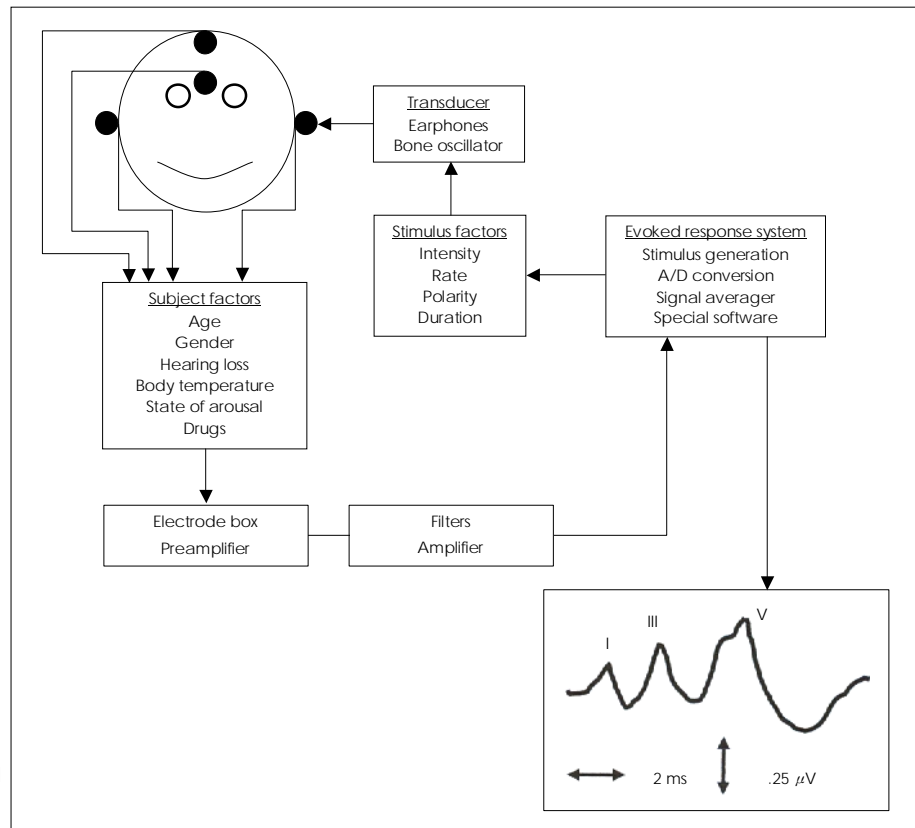 Transducer
Earphones
Bone oscillator
Stimulus factors
Intensity
Rate
Polarity
Duration
Evoked response system
Stimulus generation
A/D conversion
Signal averager
Special software
Subject factors
Age
Gender
Hearing loss
Body temperature
State of arousal
Drugs
Electrode box
Preamplifier
Filters
Amplifier
I
III
V
2 ms
.25 μV